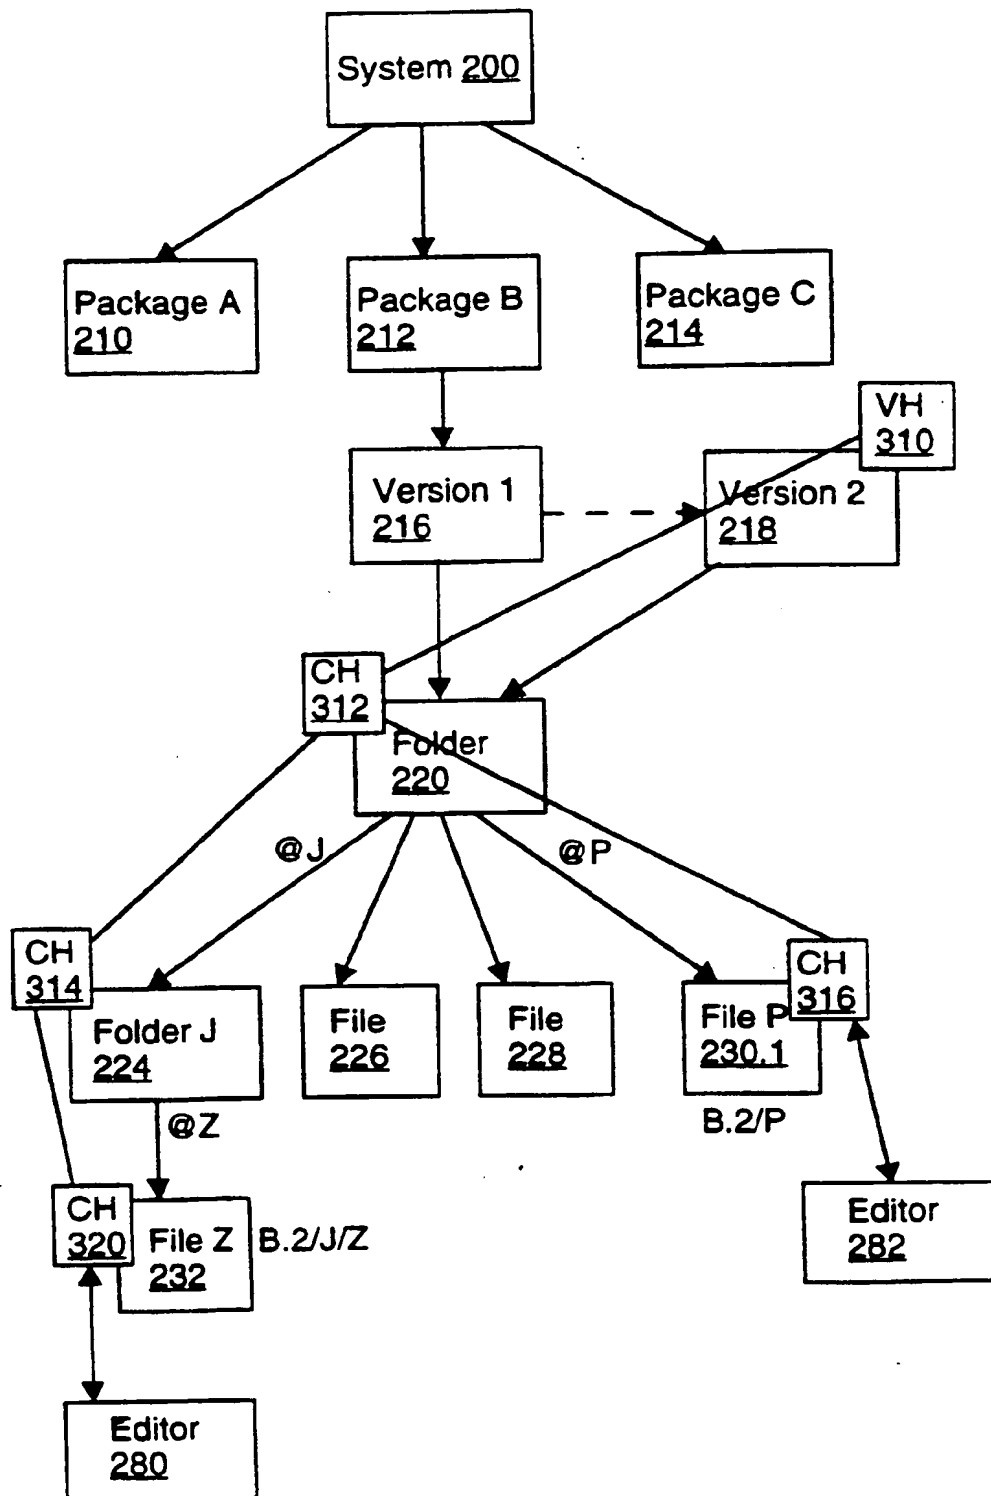 System 200
Package A
210
Package B
212
Package C
214
VH
310
Version 1
216
Version 2
218
CH
312
Folder
220
@J
@P
CH
314
Folder J
224
File
226
File
228
File P
230.1
CH
316
B.2/P
@Z
CH
320
File Z
232
B.2/J/Z
Editor
282
Editor
280